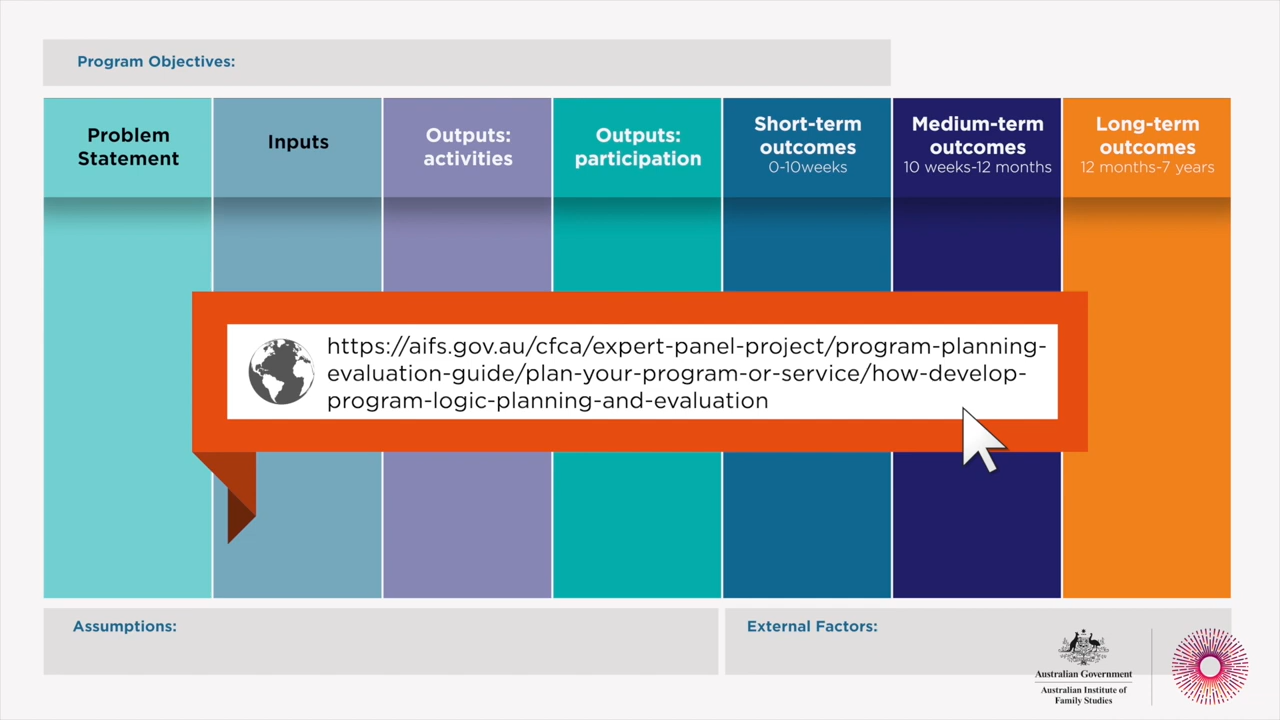 Program Objectives:
Problem
Statement
Inputs
Outputs:
activities
Outputs:
participation
Short-term
outcomes
0-10weeks
Medium-term
outcomes
10 weeks-12 months
Long-term
outcomes
12 months-7 years
https://aifs.gov.au/cfca/expert-panel-project/program-planning-
evaluation-guide/plan-your-program-or-service/how-develop-
program-logic-planning-and-evaluation
Assumptions:
External Factors:
Australian Government
Australian Institute of
Family Studies